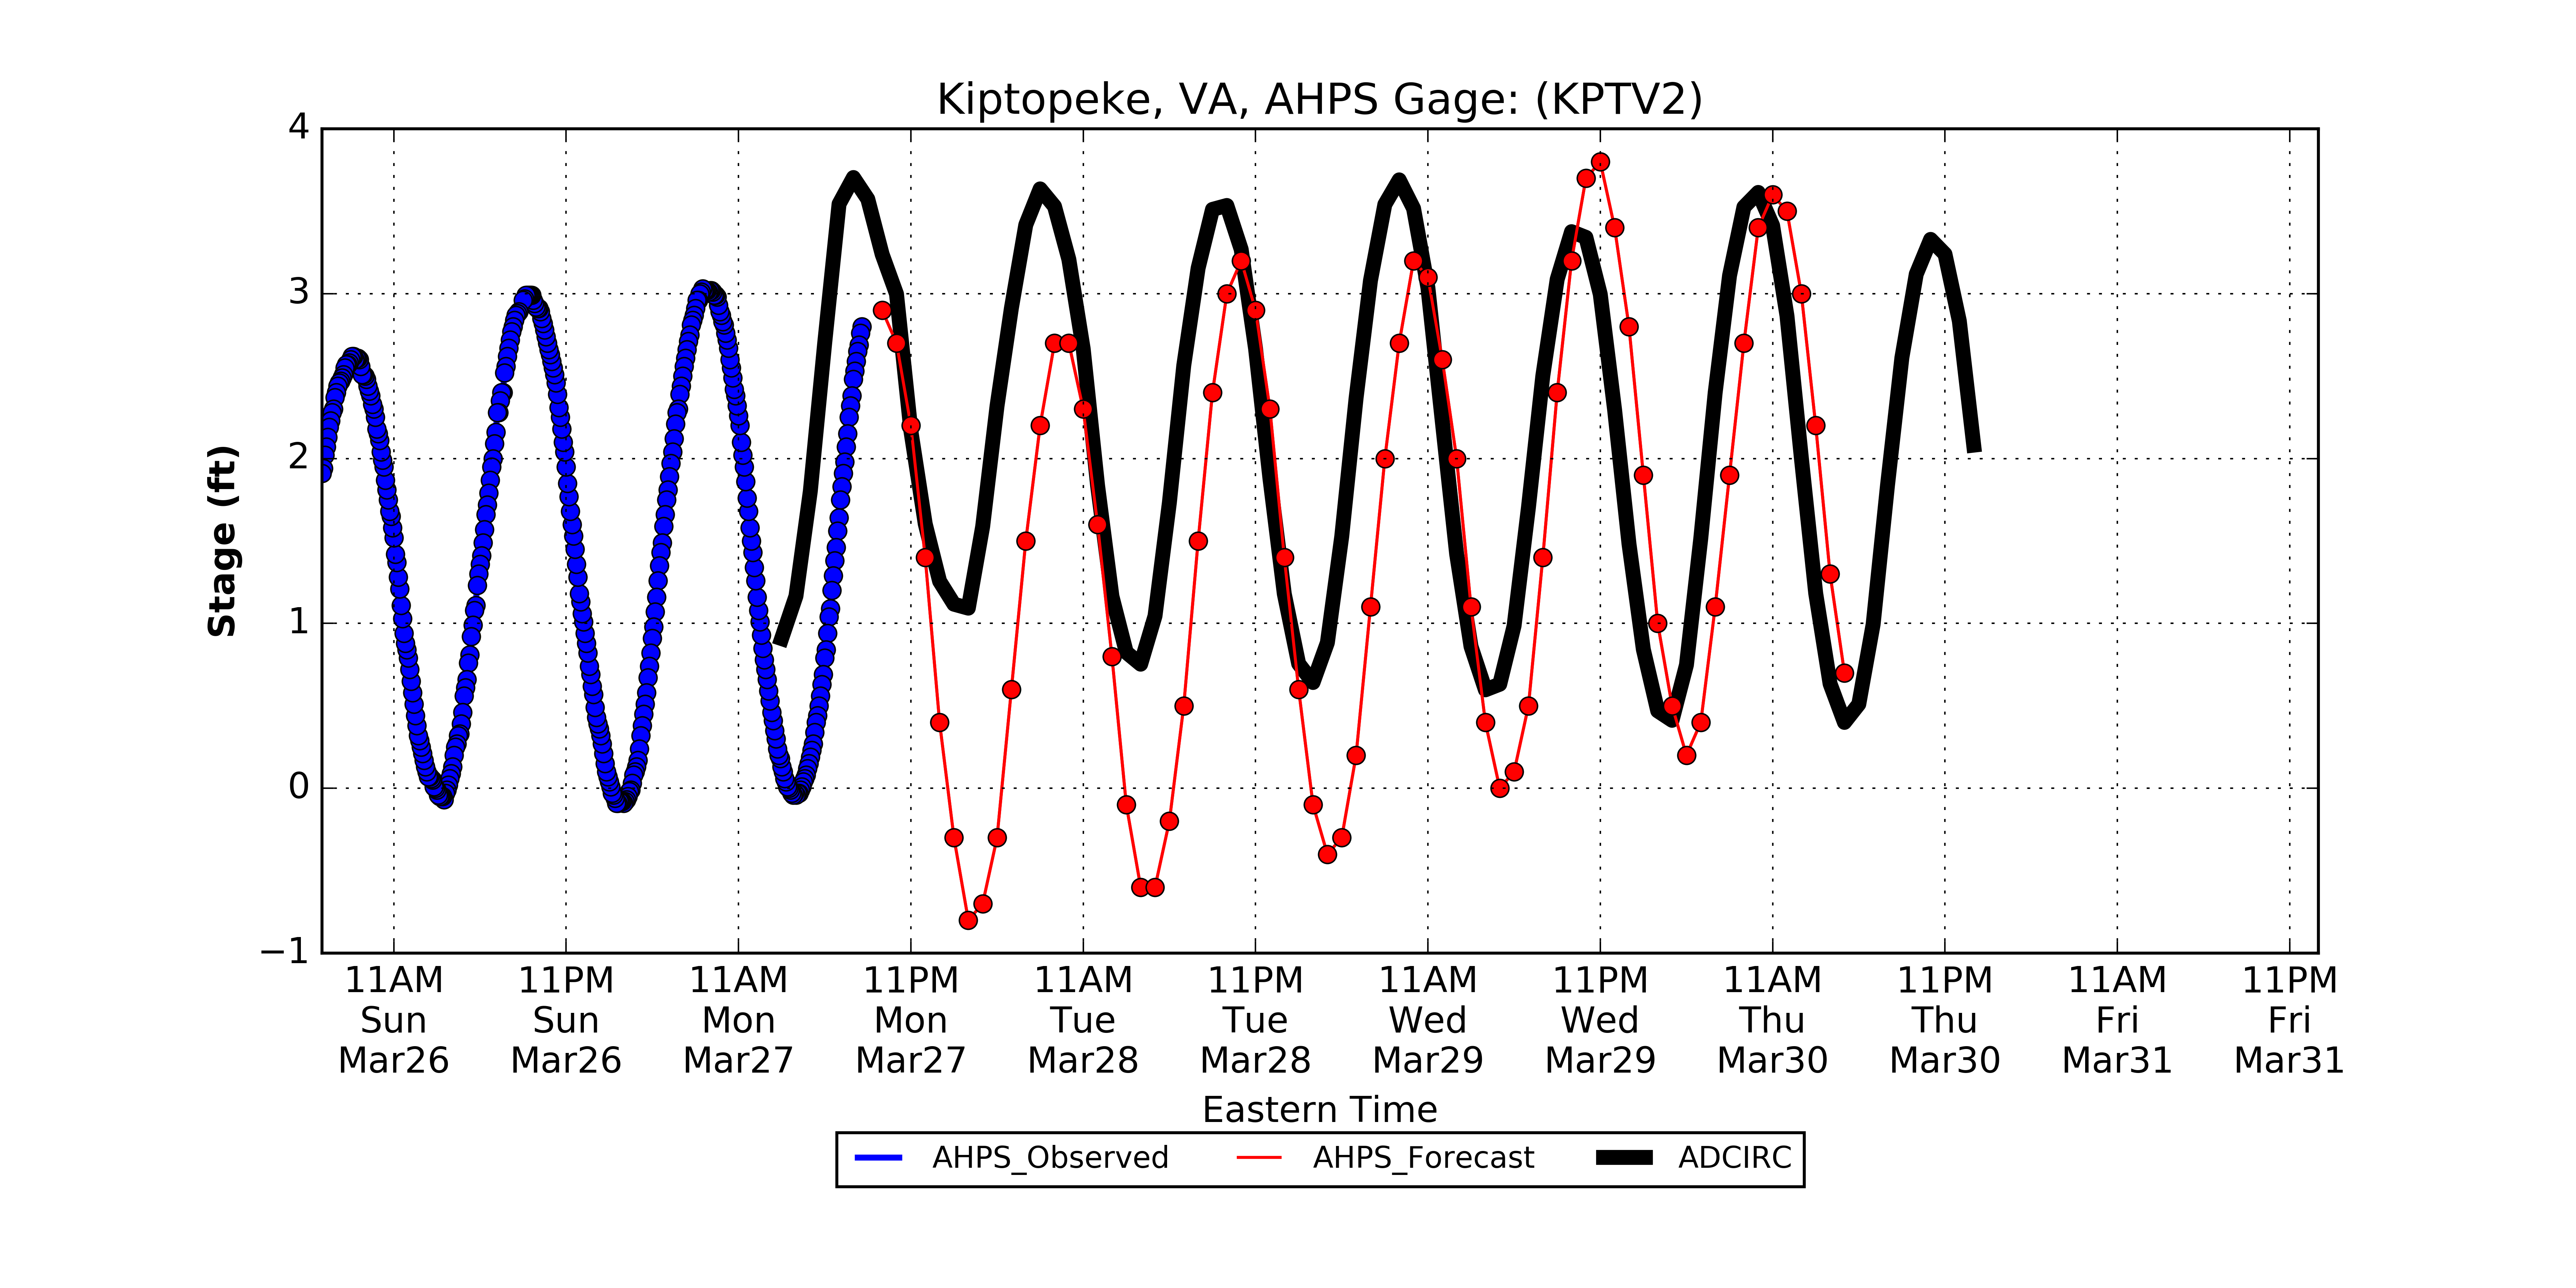 Kiptopeke, VA, AHPS Gage: (KPTV2)
4
3
2
1
0
−1
Stage (ft)
11AM 11PM 11AM 11PM 11AM 11PM 11AM 11PM 11AM 11PM 11AM 11PM
Sun Sun Mon Mon Tue Tue Wed Wed Thu Thu Fri Fri
Mar26 Mar26 Mar27 Mar27 Mar28 Mar28 Mar29 Mar29 Mar30 Mar30 Mar31 Mar31
Eastern Time
AHPS_Observed AHPS_Forecast ADCIRC